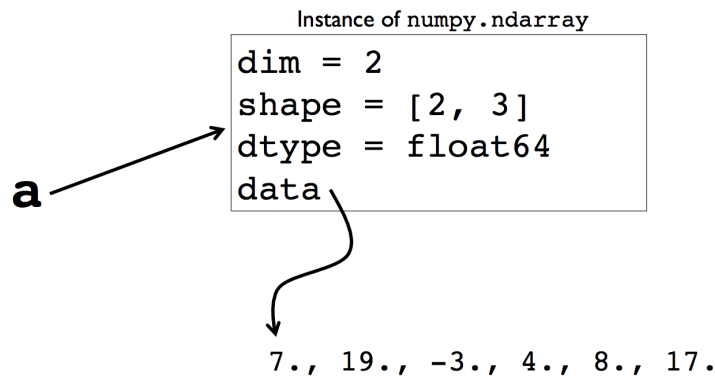 Instance of numpy.ndarray
dim = 2
shape = [2, 3]
dtype = float64
a
data
7., 19., -3., 4., 8., 17.